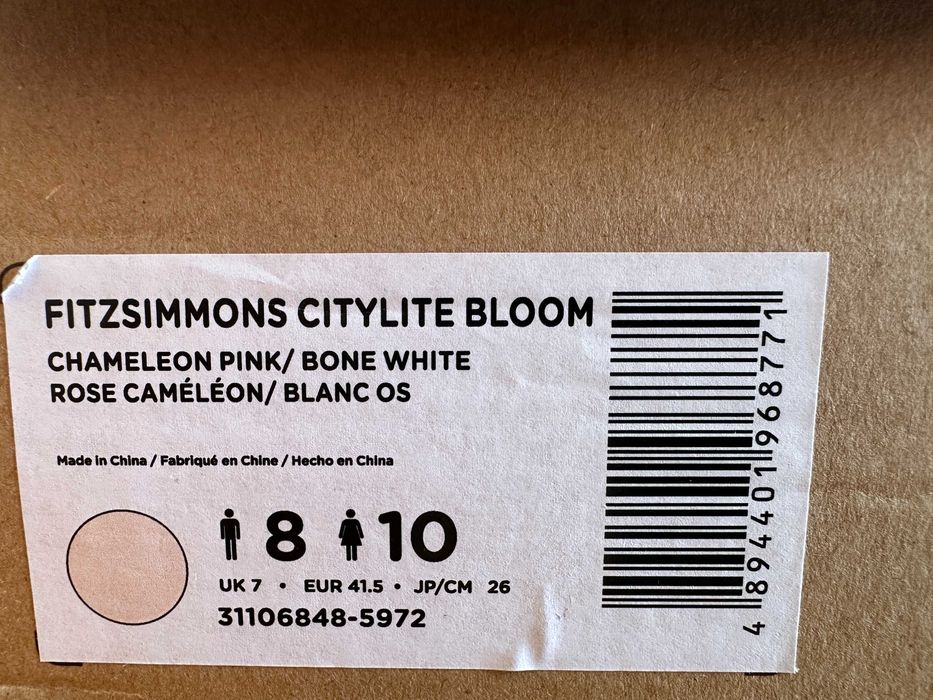 FITZSIMMONS CITYLITE BLOOM
CHAMELEON PINK/ BONE WHITE
ROSE CAMÉLÉON/ BLANC OS
Made in China / Fabriqué en Chine / Hecho en China
8 10
UK 7 • EUR 41.5 • JP/CM 26
31106848-5972
4 894401 968771